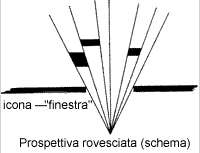 icona —"finestra"
Prospettiva rovesciata (schema)